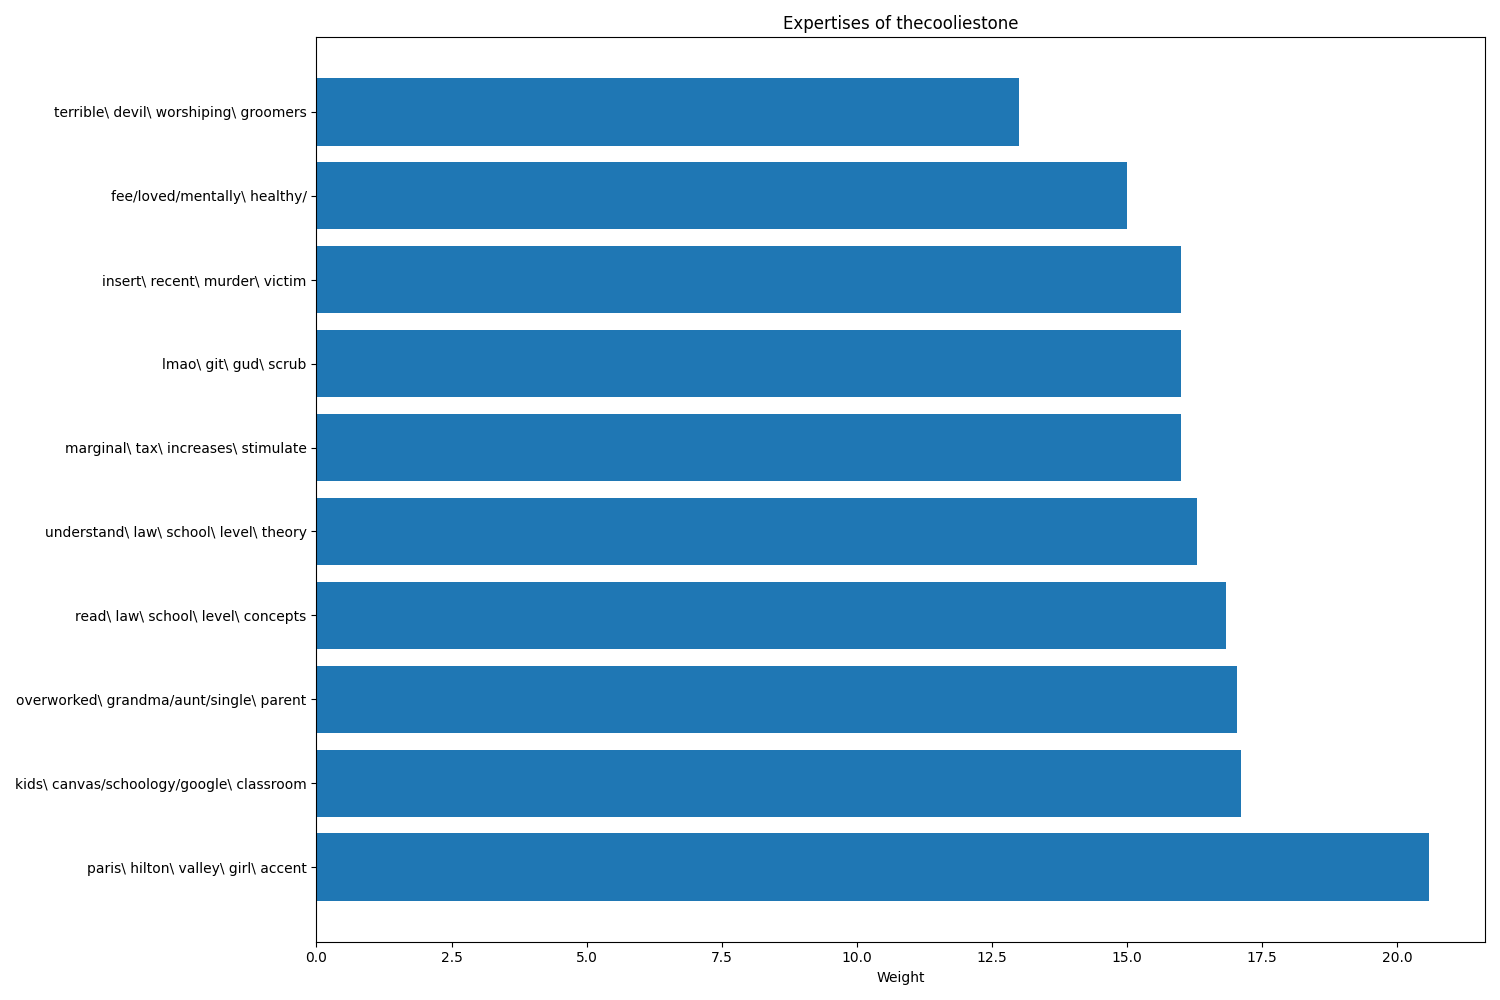 Expertises of thecooliestone
terrible\ devil\ worshiping\ groomers
fee/loved/mentally\ healthy/
insert\ recent\ murder\ victim
lmao\ git\ gud\ scrub
marginal\ tax\ increases\ stimulate
understand\ law\ school\ level\ theory
read\ law\ school\ level\ concepts
overworked\ grandma/aunt/single\ parent
kids\ canvas/schoology/google\ classroom
paris\ hilton\ valley\ girl\ accent
0.0 2.5 5.0 7.5 10.0 12.5 15.0 17.5 20.0
Weight